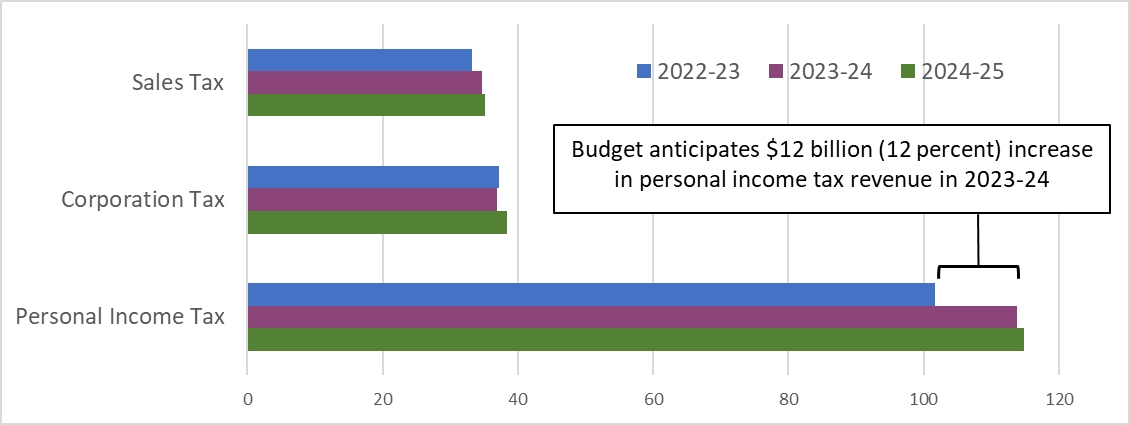 Sales Tax
2022-23 2023-24 2024-25
Budget anticipates $12 billion (12 percent) increase
in personal income tax revenue in 2023-24
Corporation Tax
Personal Income Tax
0 20 40 60 80 100 120